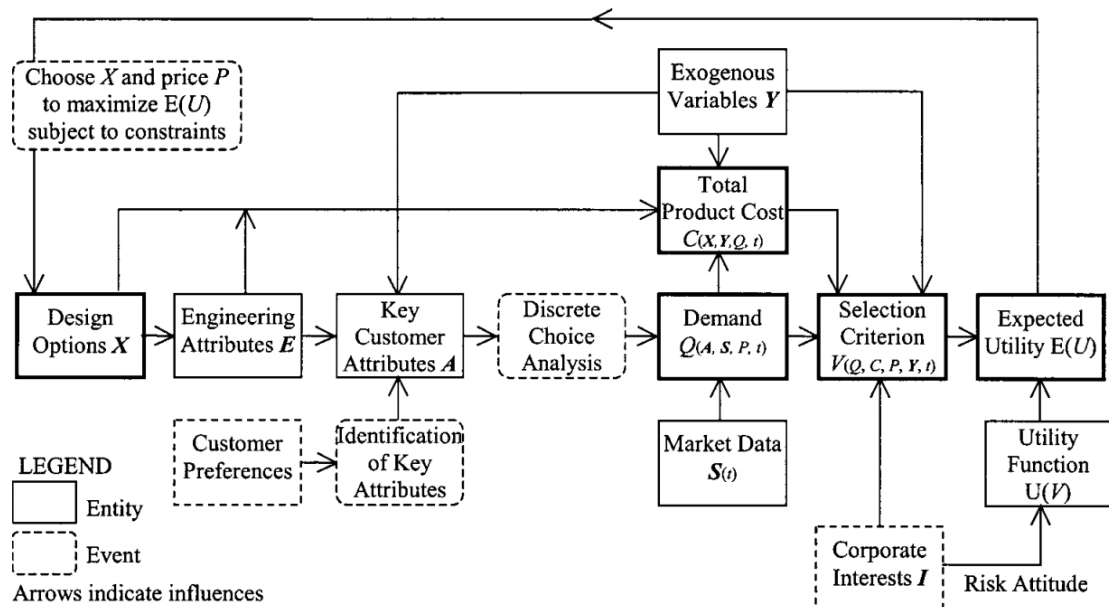 Choose X and price P
to maximize E(U)
subject to constraints
Exogenous
Variables Y
Total
Product Cost
C(X,Y,Q, t)
Design
Options X
Engineering
Attributes E
Key
Customer
Attributes A
Discrete
Choice
Analysis
Demand
Q(A, S, P, t)
Selection
Criterion
V(Q, C, P, Y, t)
Expected
Utility E(U)
Customer
Preferences
Identification
of Key
Attributes
Market Data
S(t)
Utility
Function
U(V)
LEGEND
Entity
Event
Arrows indicate influences
Corporate
Interests I
Risk Attitude